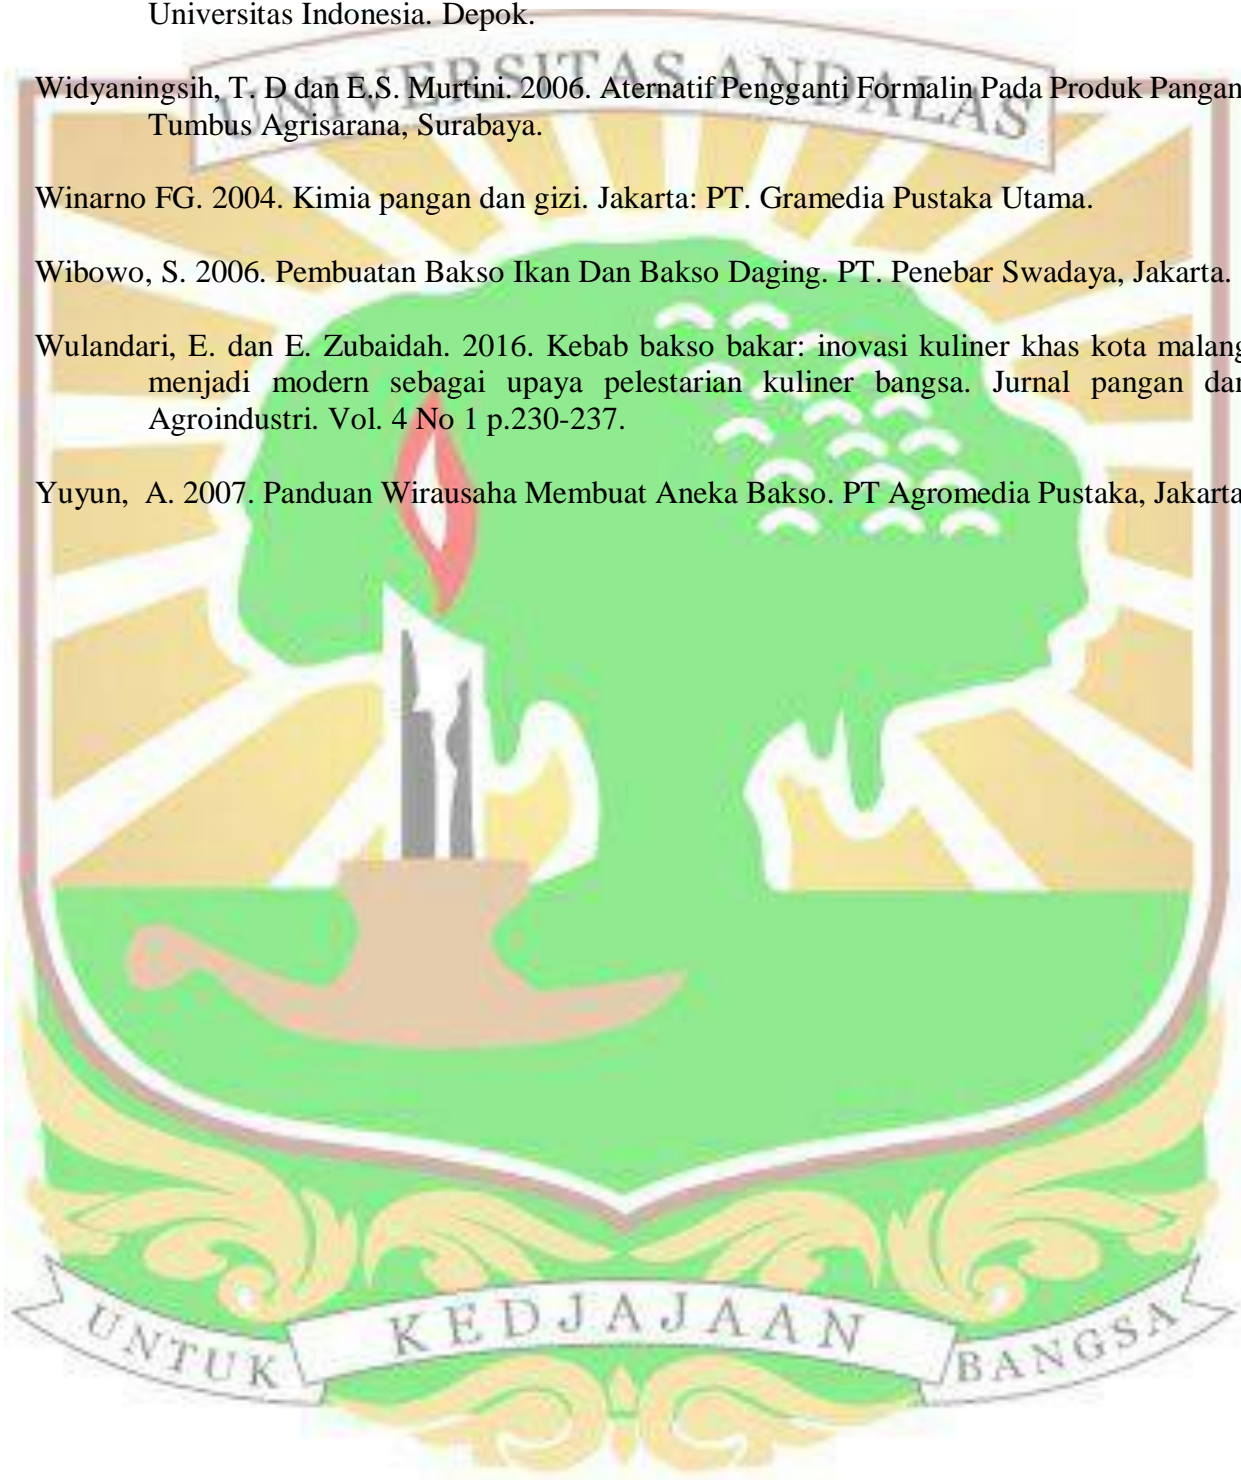 Universitas Indonesia. Depok.
UNIVERSITAS ANDALAS
Widyaningsih, T. D dan E.S. Murtini. 2006. Aternatif Pengganti Formalin Pada Produk Pangan
Tumbus Agrisarana, Surabaya.
Winarno FG. 2004. Kimia pangan dan gizi. Jakarta: PT. Gramedia Pustaka Utama.
Wibowo, S. 2006. Pembuatan Bakso Ikan Dan Bakso Daging. PT. Penebar Swadaya, Jakarta.
Wulandari, E. dan E. Zubaidah. 2016. Kebab bakso bakar: inovasi kuliner khas kota malang
menjadi modern sebagai upaya pelestarian kuliner bangsa. Jurnal pangan dan
Agroindustri. Vol. 4 No 1 p.230-237.
Yuyun, A. 2007. Panduan Wirausaha Membuat Aneka Bakso. PT Agromedia Pustaka, Jakarta
UNTUK KEDJAJAAN BANGSA